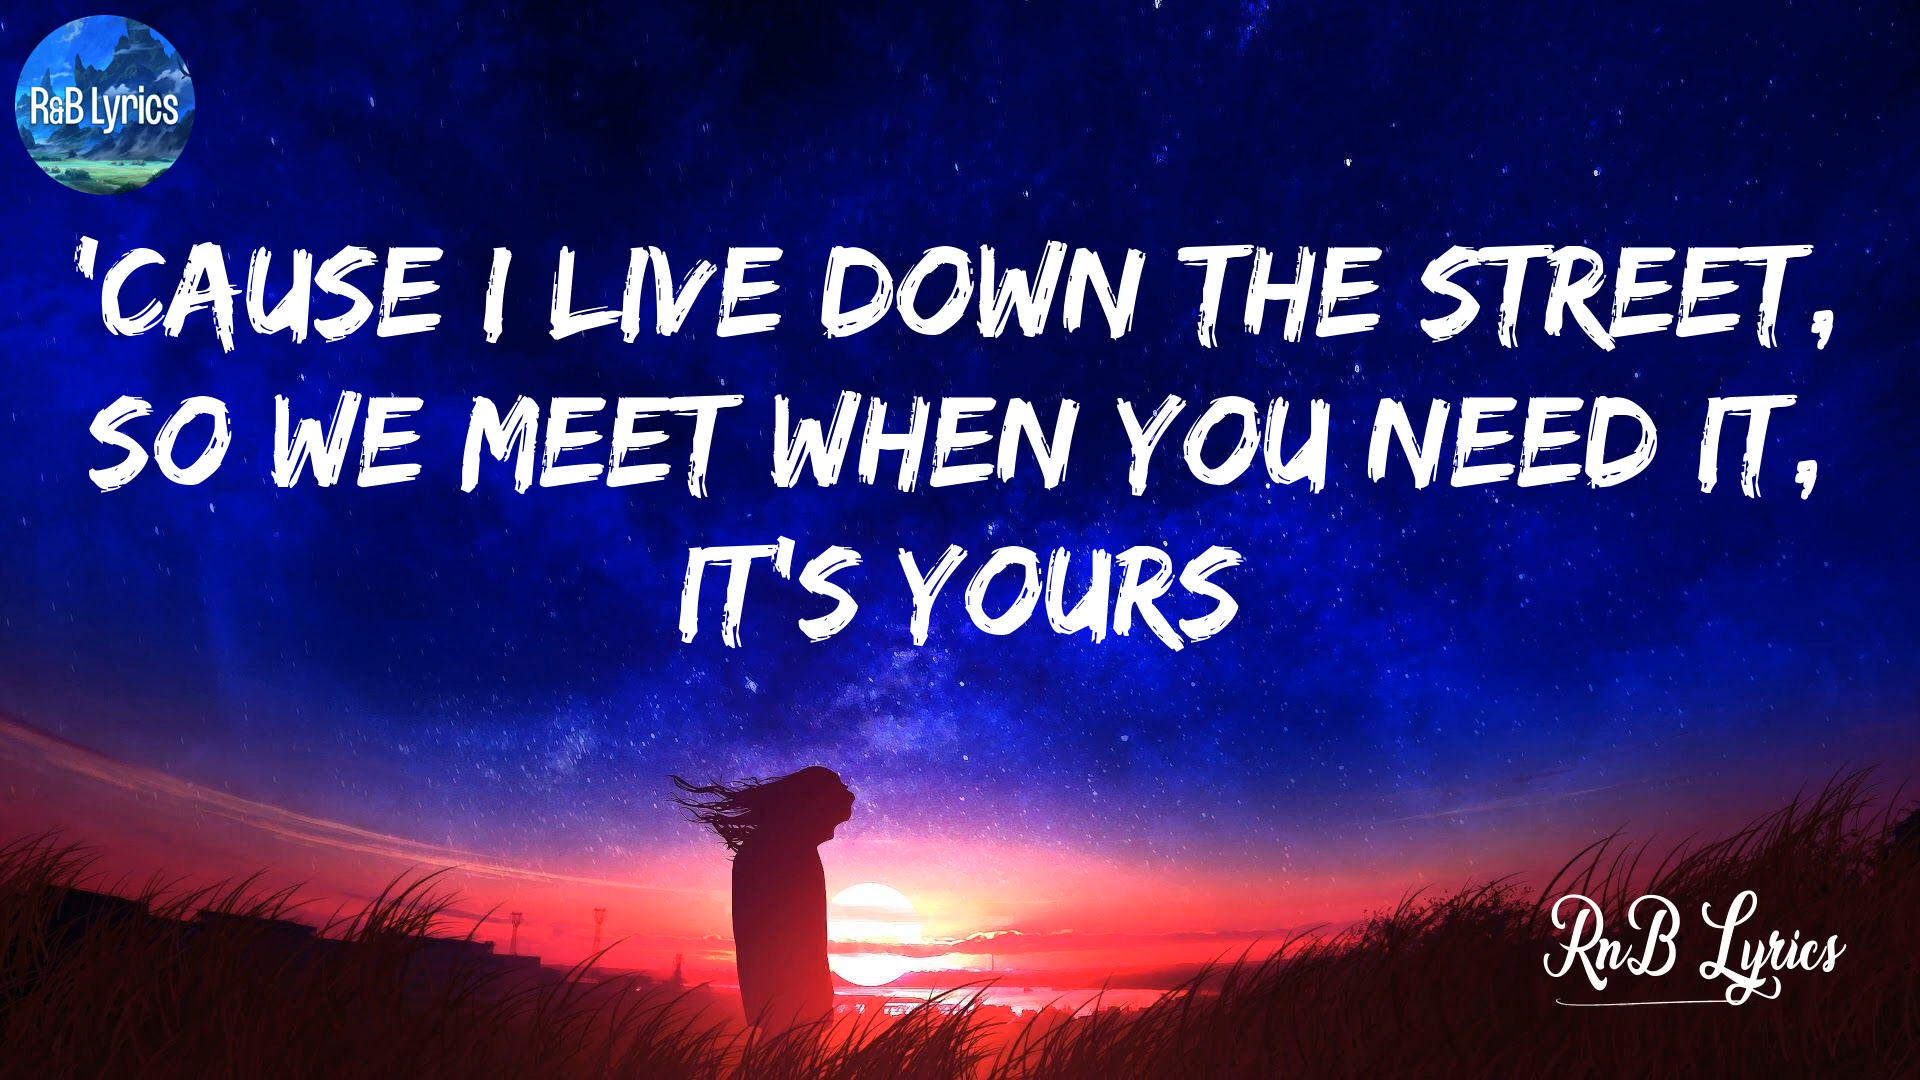 R&B Lyrics
'CAUSE I LIVE DOWN THE STREET,
SO WE MEET WHEN YOU NEED IT,
IT'S YOURS
RnB Lyrics